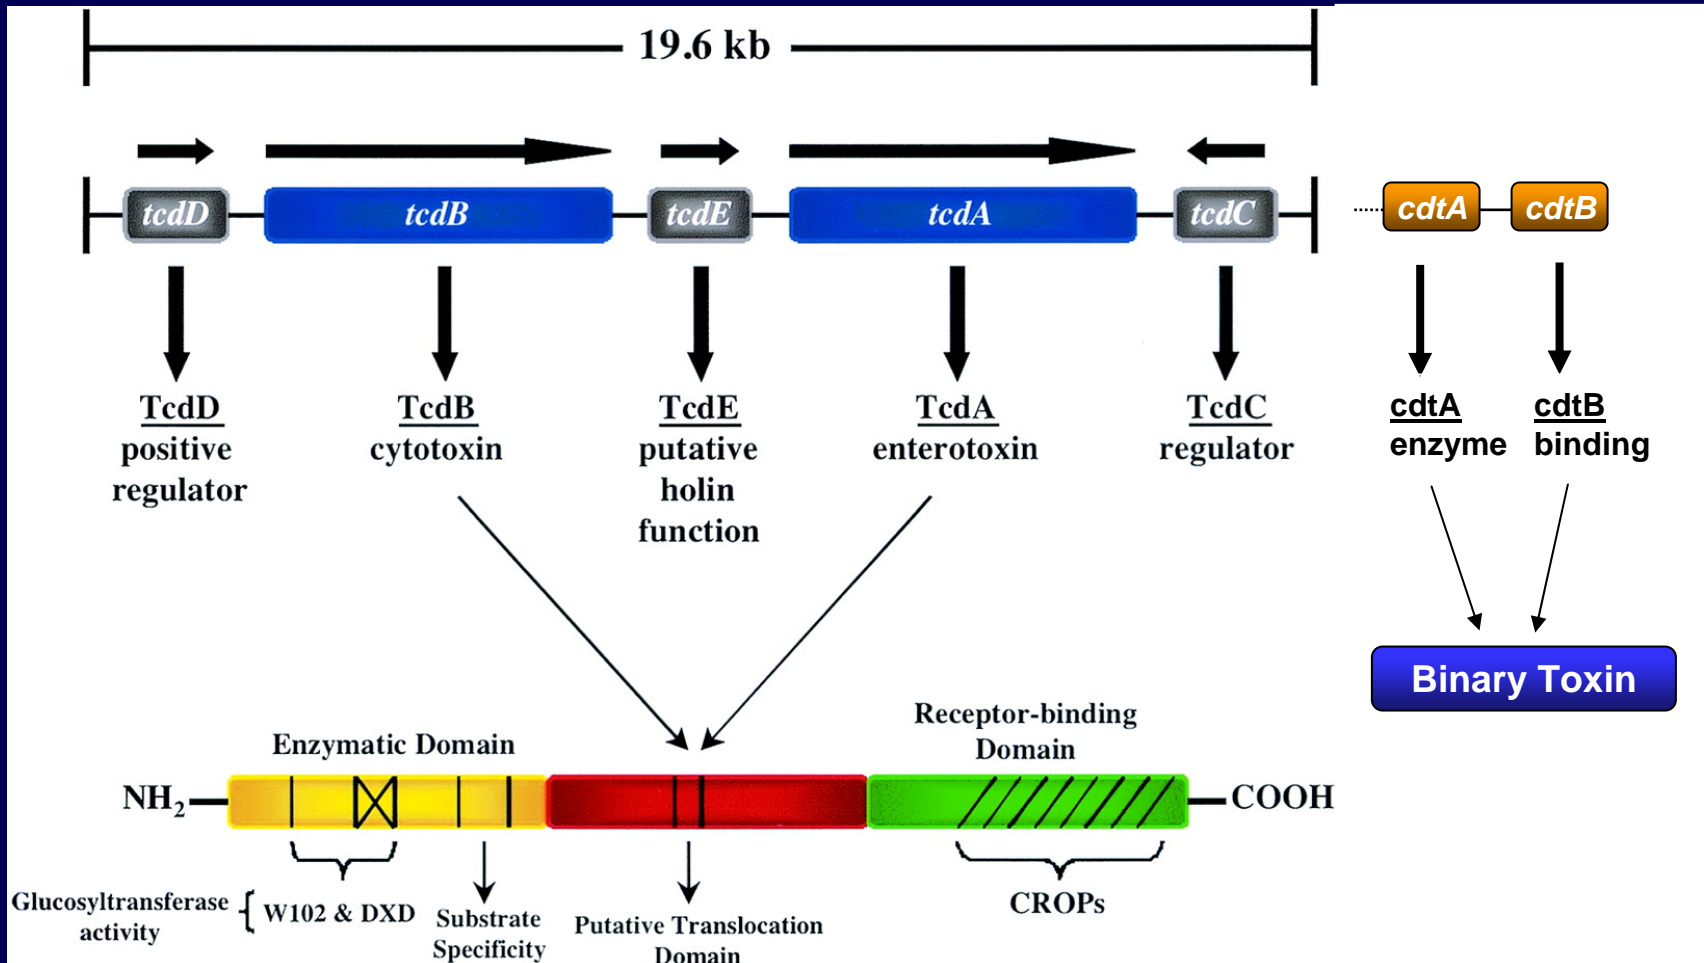 19.6 kb
tcdD
tcdB
tcdE
tcdA
tcdC
cdtA
cdtB
TcdD
positive
regulator
TcdB
cytotoxin
TcdE
putative
holin
function
TcdA
enterotoxin
TcdC
regulator
cdtA
enzyme
cdtB
binding
Binary Toxin
Enzymatic Domain
Receptor-binding
Domain
NH2
COOH
Glucosyltransferase
activity
W102 & DXD
Substrate
Specificity
Putative Translocation
Domain
CROPs